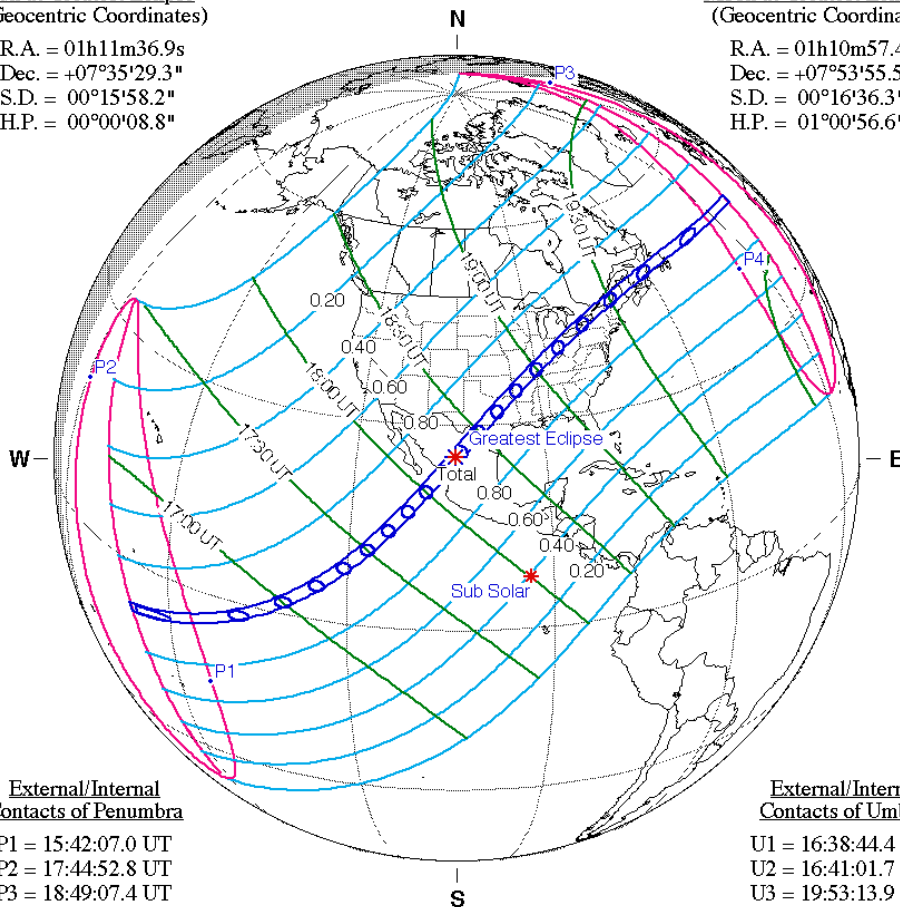 (Geocentric Coordinates)
R.A. = 01h11m36.9s
Dec. = +07°35'29.3"
S.D. = 00°15'58.2"
H.P. = 00°00'08.8"
(Geocentric Coordina
R.A. = 01h10m57.4
Dec. = +07°53'55.5
S.D. = 00°16'36.3'
H.P. = 01°00'56.6'
N
P3
P4
P2
W
E
0.20
0.40
0.60
0.80
19:30 UT
19:00 UT
18:30 UT
18:00 UT
17:30 UT
17:00 UT
Greatest Eclipse
Total
0.80
0.60
0.40
0.20
Sub Solar
P1
S
External/Internal
Contacts of Penumbra
P1 = 15:42:07.0 UT
P2 = 17:44:52.8 UT
P3 = 18:49:07.4 UT
External/Intern
Contacts of Um
U1 = 16:38:44.4
U2 = 16:41:01.7
U3 = 19:53:13.9